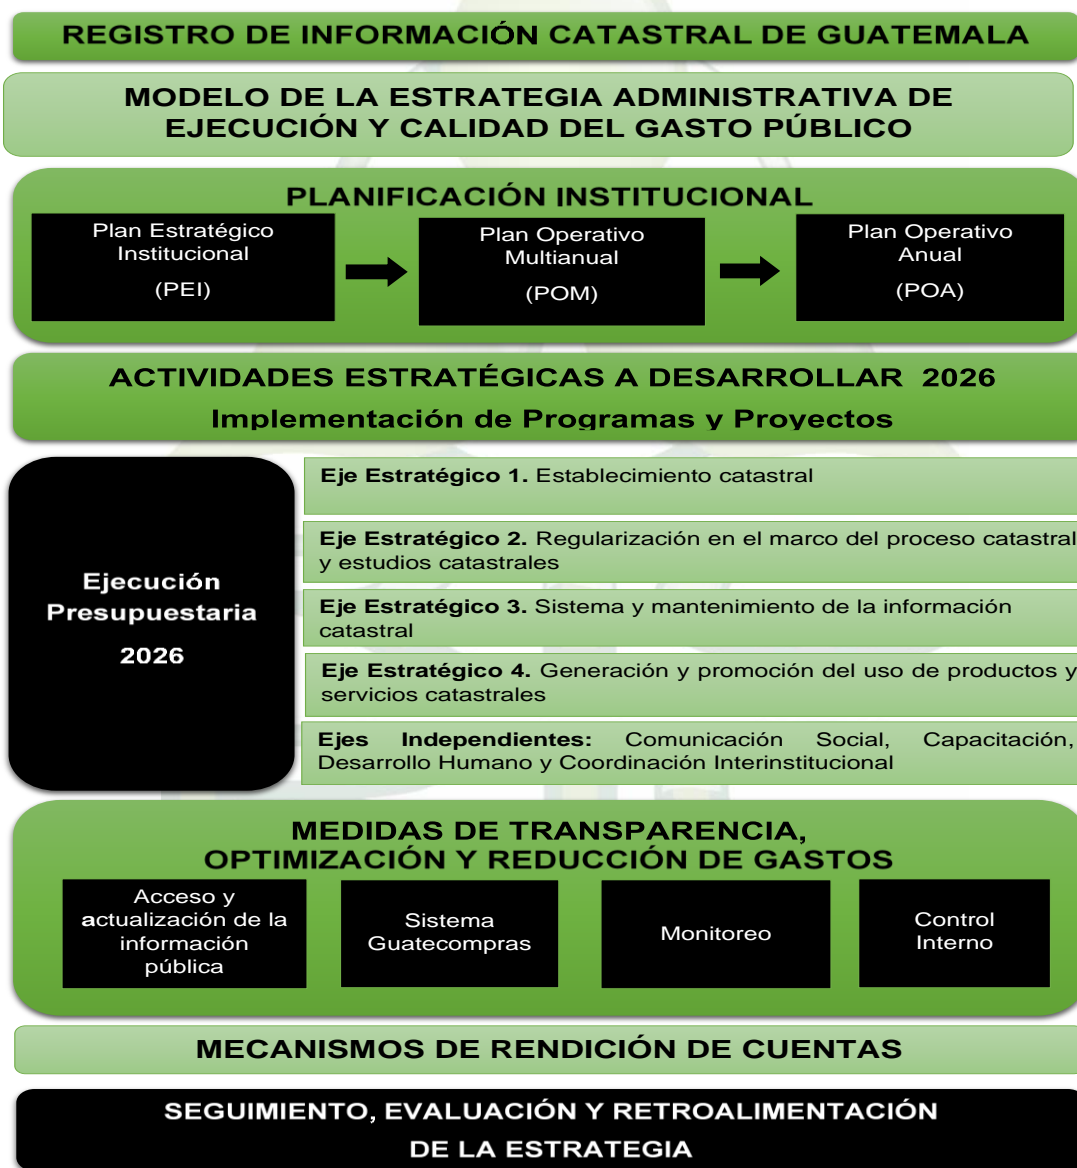 REGISTRO DE INFORMACIÓN CATASTRAL DE GUATEMALA
MODELO DE LA ESTRATEGIA ADMINISTRATIVA DE
EJECUCIÓN Y CALIDAD DEL GASTO PÚBLICO
PLANIFICACIÓN INSTITUCIONAL
Plan Estratégico
Institucional
(PEI)
Plan Operativo
Multianual
(POM)
Plan Operativo
Anual
(POA)
ACTIVIDADES ESTRATÉGICAS A DESARROLLAR 2026
Implementación de Programas y Proyectos
Ejecución
Presupuestaria
2026
Eje Estratégico 1. Establecimiento catastral
Eje Estratégico 2. Regularización en el marco del proceso catastral
y estudios catastrales
Eje Estratégico 3. Sistema y mantenimiento de la información
catastral
Eje Estratégico 4. Generación y promoción del uso de productos y
servicios catastrales
Ejes Independientes: Comunicación Social, Capacitación,
Desarrollo Humano y Coordinación Interinstitucional
MEDIDAS DE TRANSPARENCIA,
OPTIMIZACIÓN Y REDUCCIÓN DE GASTOS
Acceso y
actualización de la
información
pública
Sistema
Guatecompras
Monitoreo
Control
Interno
MECANISMOS DE RENDICIÓN DE CUENTAS
SEGUIMIENTO, EVALUACIÓN Y RETROALIMENTACIÓN
DE LA ESTRATEGIA